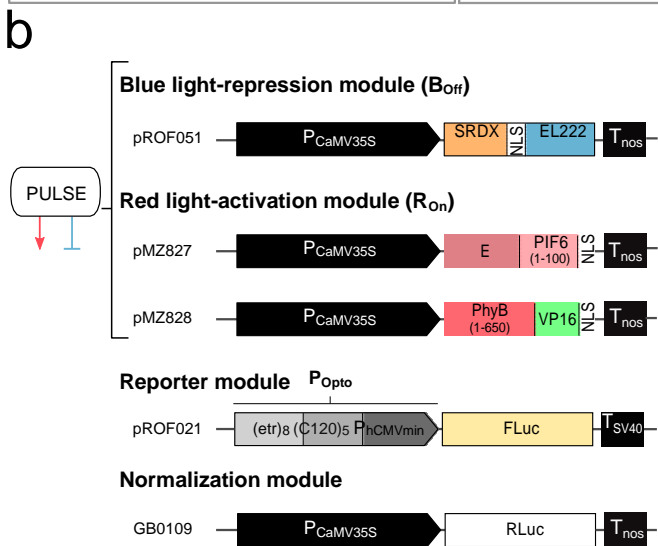 b
Blue light-repression module (BOff)
pROF051 PCaMV35S SRDX NLS EL222 Tnos
PULSE
Red light-activation module (ROn)
pMZ827 PCaMV35S E PIF6 (1-100) NLS Tnos
pMZ828 PCaMV35S PhyB (1-650) VP16 NLS Tnos
Reporter module POpto
pROF021 (etr)8 (C120)5 PhCMVmin FLuc TSV40
Normalization module
GB0109 PCaMV35S RLuc Tnos